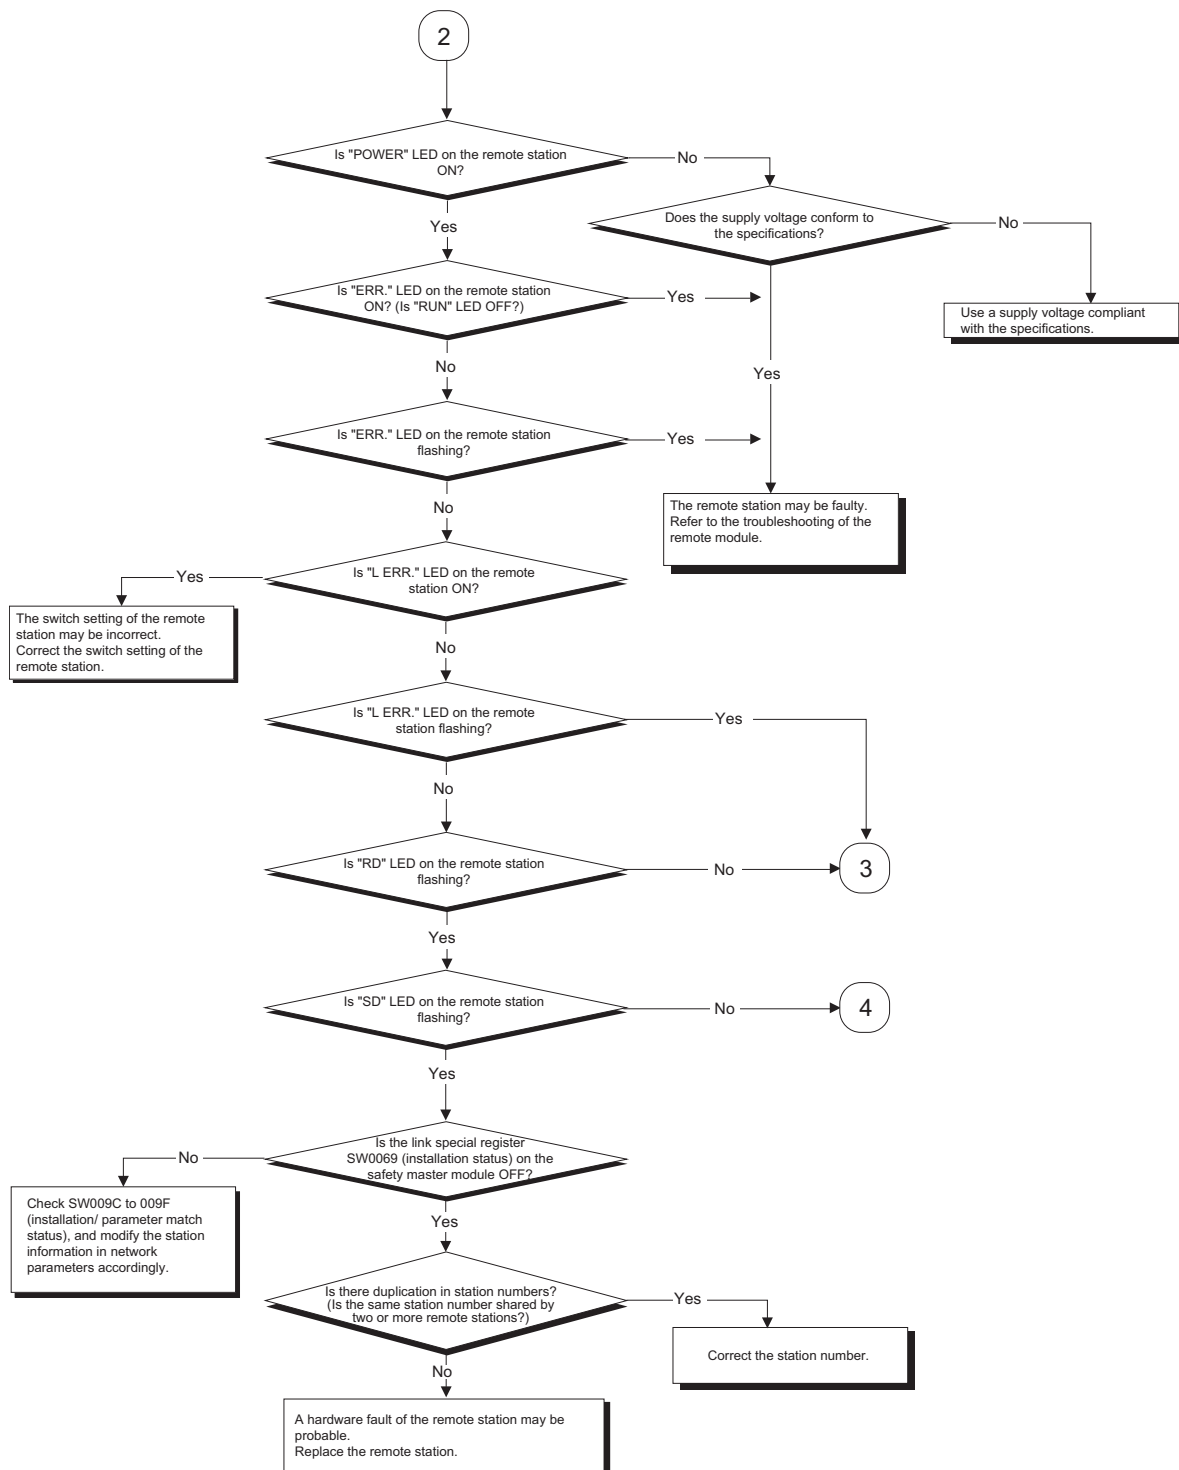 2
Is "POWER" LED on the remote station
ON?
No
Yes
Does the supply voltage conform to
the specifications?
No
Is "ERR." LED on the remote station
ON? (Is "RUN" LED OFF?)
Yes
Use a supply voltage compliant
with the specifications.
No
Yes
Is "ERR." LED on the remote station
flashing?
Yes
No
The remote station may be faulty.
Refer to the troubleshooting of the
remote module.
Is "L ERR." LED on the remote
station ON?
Yes
The switch setting of the remote
station may be incorrect.
Correct the switch setting of the
remote station.
No
Is "L ERR." LED on the remote
station flashing?
Yes
No
Is "RD" LED on the remote station
flashing?
No
3
Yes
Is "SD" LED on the remote station
flashing?
No
4
Yes
Is the link special register
SW0069 (installation status) on the
safety master module OFF?
No
Check SW009C to 009F
(installation/ parameter match
status), and modify the station
information in network
parameters accordingly.
Yes
Is there duplication in station numbers?
(Is the same station number shared by
two or more remote stations?)
Yes
Correct the station number.
No
A hardware fault of the remote station may be
probable.
Replace the remote station.